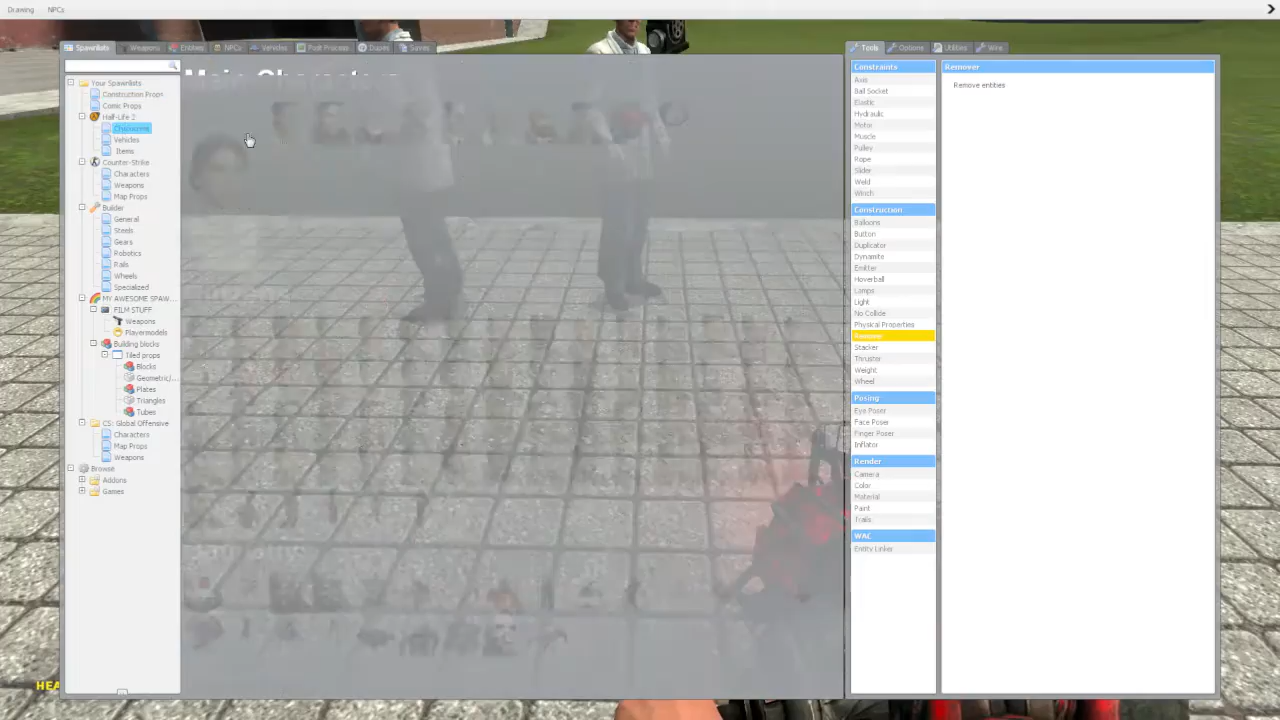 Drawing NPCs
Spawnlists Weapons Entities NPCs Vehicles Post Process Dupes Saves
Your Spawnlists
Construction Props
Comic Props
Half-Life 2
Characters
Vehicles
Items
Counter-Strike
Characters
Weapons
Map Props
Builder
General
Steels
Gears
Robotics
Rails
Wheels
Specialized
MY AWESOME SPAW...
FILM STUFF
Weapons
Playermodels
Building blocks
Tiled props
Blocks
Geometric/...
Plates
Triangles
Tubes
CS: Global Offensive
Characters
Map Props
Weapons
Browse
Addons
Games
Main Characters
Tools Options Utilities Wire
Constraints
Axis
Ball Socket
Elastic
Hydraulic
Motor
Muscle
Pulley
Rope
Slider
Weld
Winch
Construction
Balloons
Button
Duplicator
Dynamite
Emitter
Hoverball
Lamps
Light
No Collide
Physical Properties
Remover
Stacker
Thruster
Weight
Wheel
Posing
Eye Poser
Face Poser
Finger Poser
Inflator
Render
Camera
Color
Material
Paint
Trails
WAC
Entity Linker
Remover
Remove entities
HEA